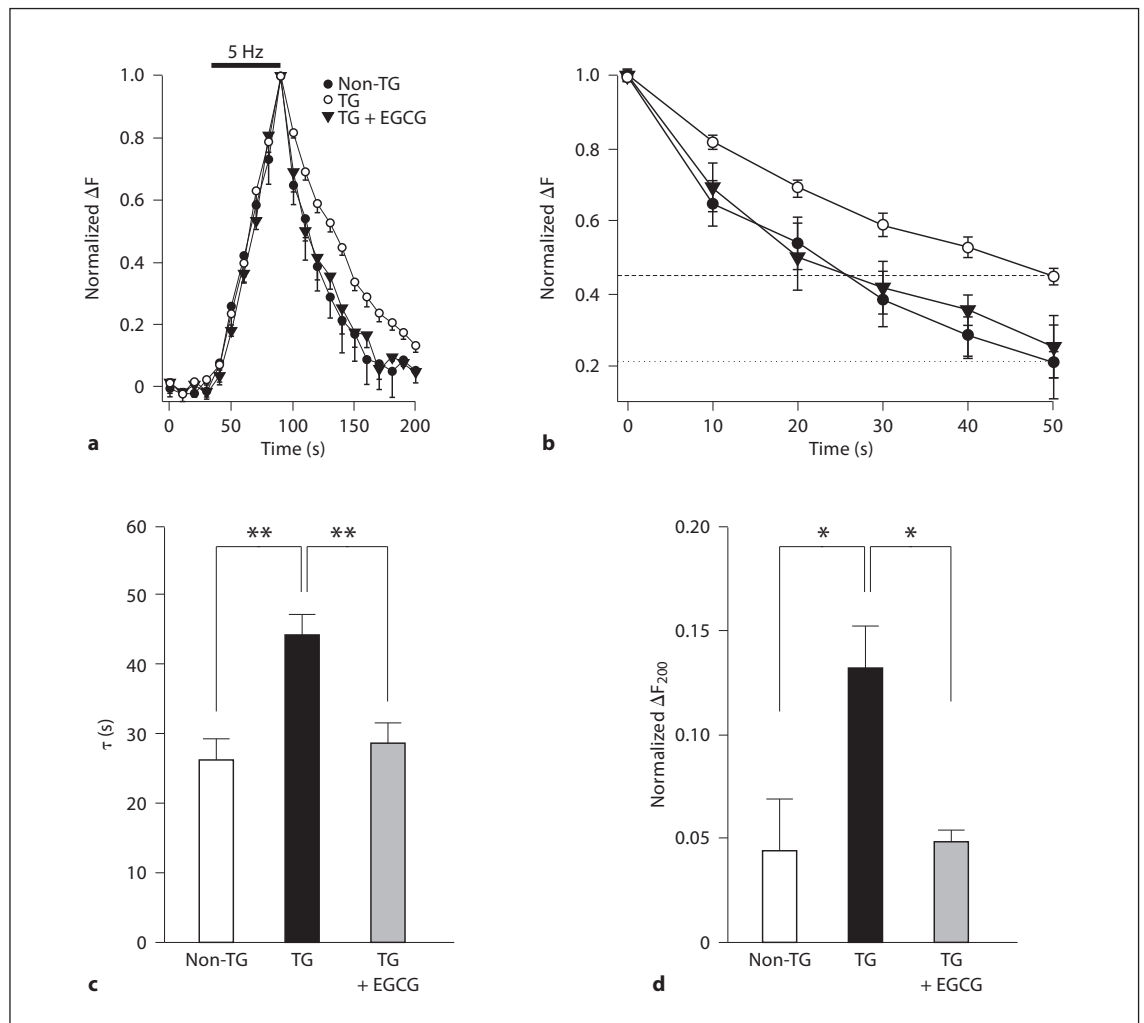 5 Hz
Non-TG
TG
TG + EGCG
Normalized ΔF
1.0
0.8
0.6
0.4
0.2
0
0
50
100
150
200
Time (s)
a
Normalized ΔF
1.0
0.8
0.6
0.4
0.2
0
10
20
30
40
50
Time (s)
b
τ (s)
60
50
40
30
20
10
0
**
**
Non-TG
TG
TG
+ EGCG
c
Normalized ΔF200
0.20
0.15
0.10
0.05
0
*
*
Non-TG
TG
TG
+ EGCG
d